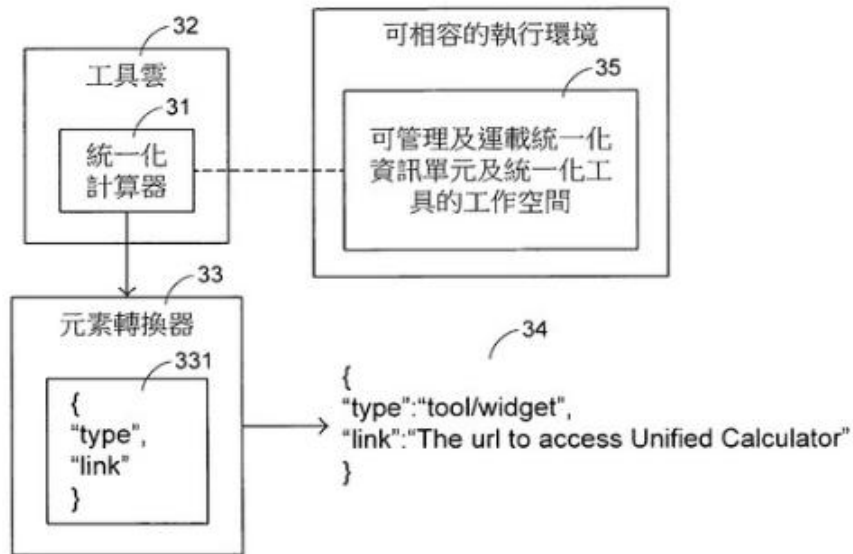 32
工具雲
31
統一化
計算器
可相容的執行環境
35
可管理及運載統一化
資訊單元及統一化工
具的工作空間
33
元素轉換器
331
{
“type”,
“link”
}
34
{
“type”:“tool/widget”,
“link”:“The url to access Unified Calculator”
}